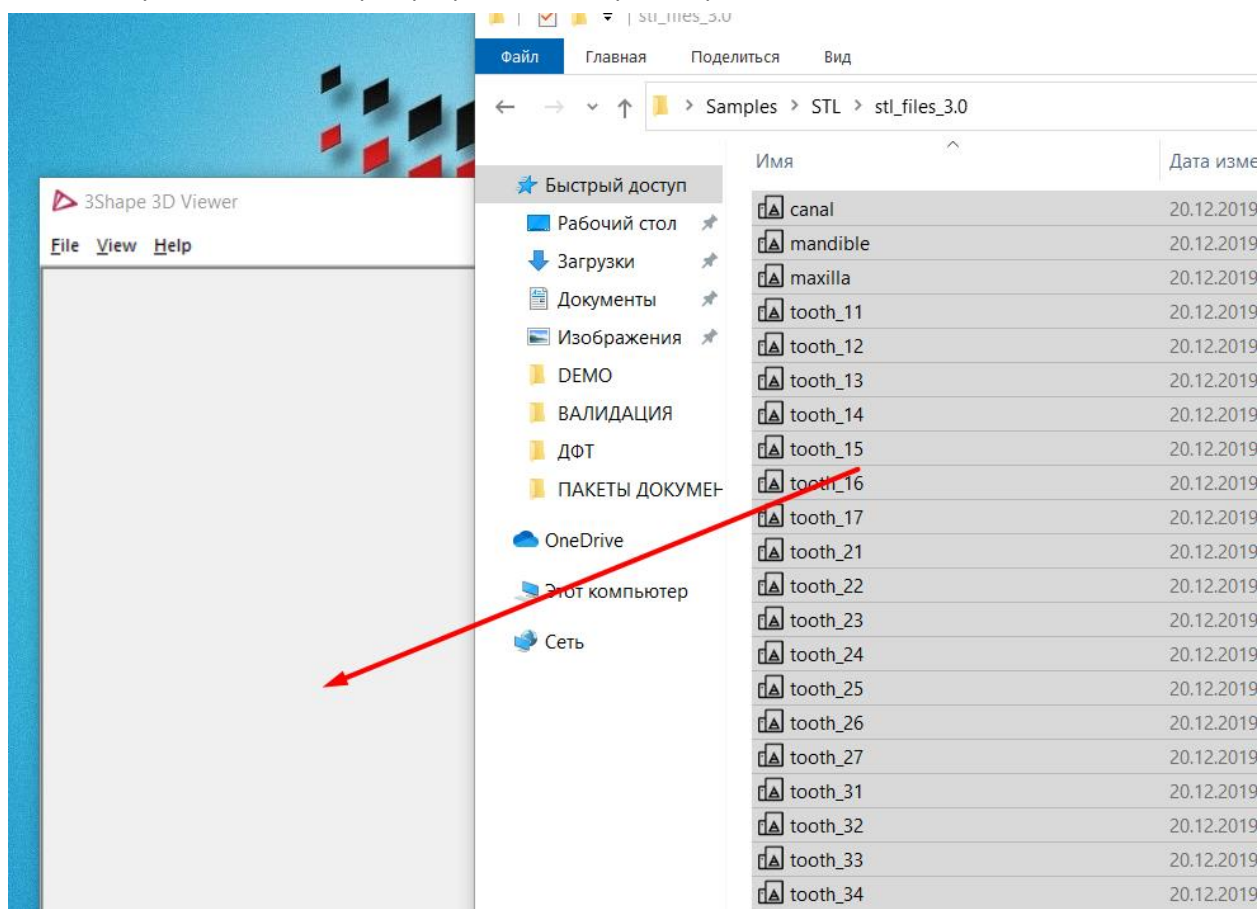 stl_files_3.0
Файл Главная Поделиться Вид
Samples > STL > stl_files_3.0
3Shape 3D Viewer
File View Help
Быстрый доступ
Рабочий стол
Загрузки
Документы
Изображения
DEMO
ВАЛИДАЦИЯ
ДФТ
ПАКЕТЫ ДОКУМЕН
OneDrive
Этот компьютер
Сеть
Имя Дата изме
canal 20.12.2019
mandible 20.12.2019
maxilla 20.12.2019
tooth_11 20.12.2019
tooth_12 20.12.2019
tooth_13 20.12.2019
tooth_14 20.12.2019
tooth_15 20.12.2019
tooth_16 20.12.2019
tooth_17 20.12.2019
tooth_21 20.12.2019
tooth_22 20.12.2019
tooth_23 20.12.2019
tooth_24 20.12.2019
tooth_25 20.12.2019
tooth_26 20.12.2019
tooth_27 20.12.2019
tooth_31 20.12.2019
tooth_32 20.12.2019
tooth_33 20.12.2019
tooth_34 20.12.2019